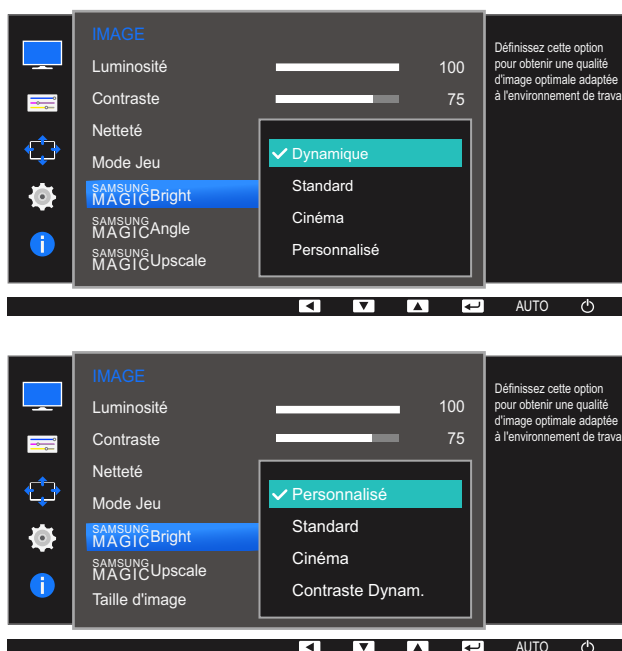 IMAGE
Luminosité 100
Contraste 75
Netteté
Mode Jeu
SAMSUNG
MAGICBright
SAMSUNG
MAGICAngle
SAMSUNG
MAGICUpscale
Dynamique
Standard
Cinéma
Personnalisé
Définissez cette option
pour obtenir une qualité
d'image optimale adaptée
à l'environnement de trava
AUTO
IMAGE
Luminosité 100
Contraste 75
Netteté
Mode Jeu
SAMSUNG
MAGICBright
SAMSUNG
MAGICUpscale
Taille d'image
Personnalisé
Standard
Cinéma
Contraste Dynam.
Définissez cette option
pour obtenir une qualité
d'image optimale adaptée
à l'environnement de trava
AUTO